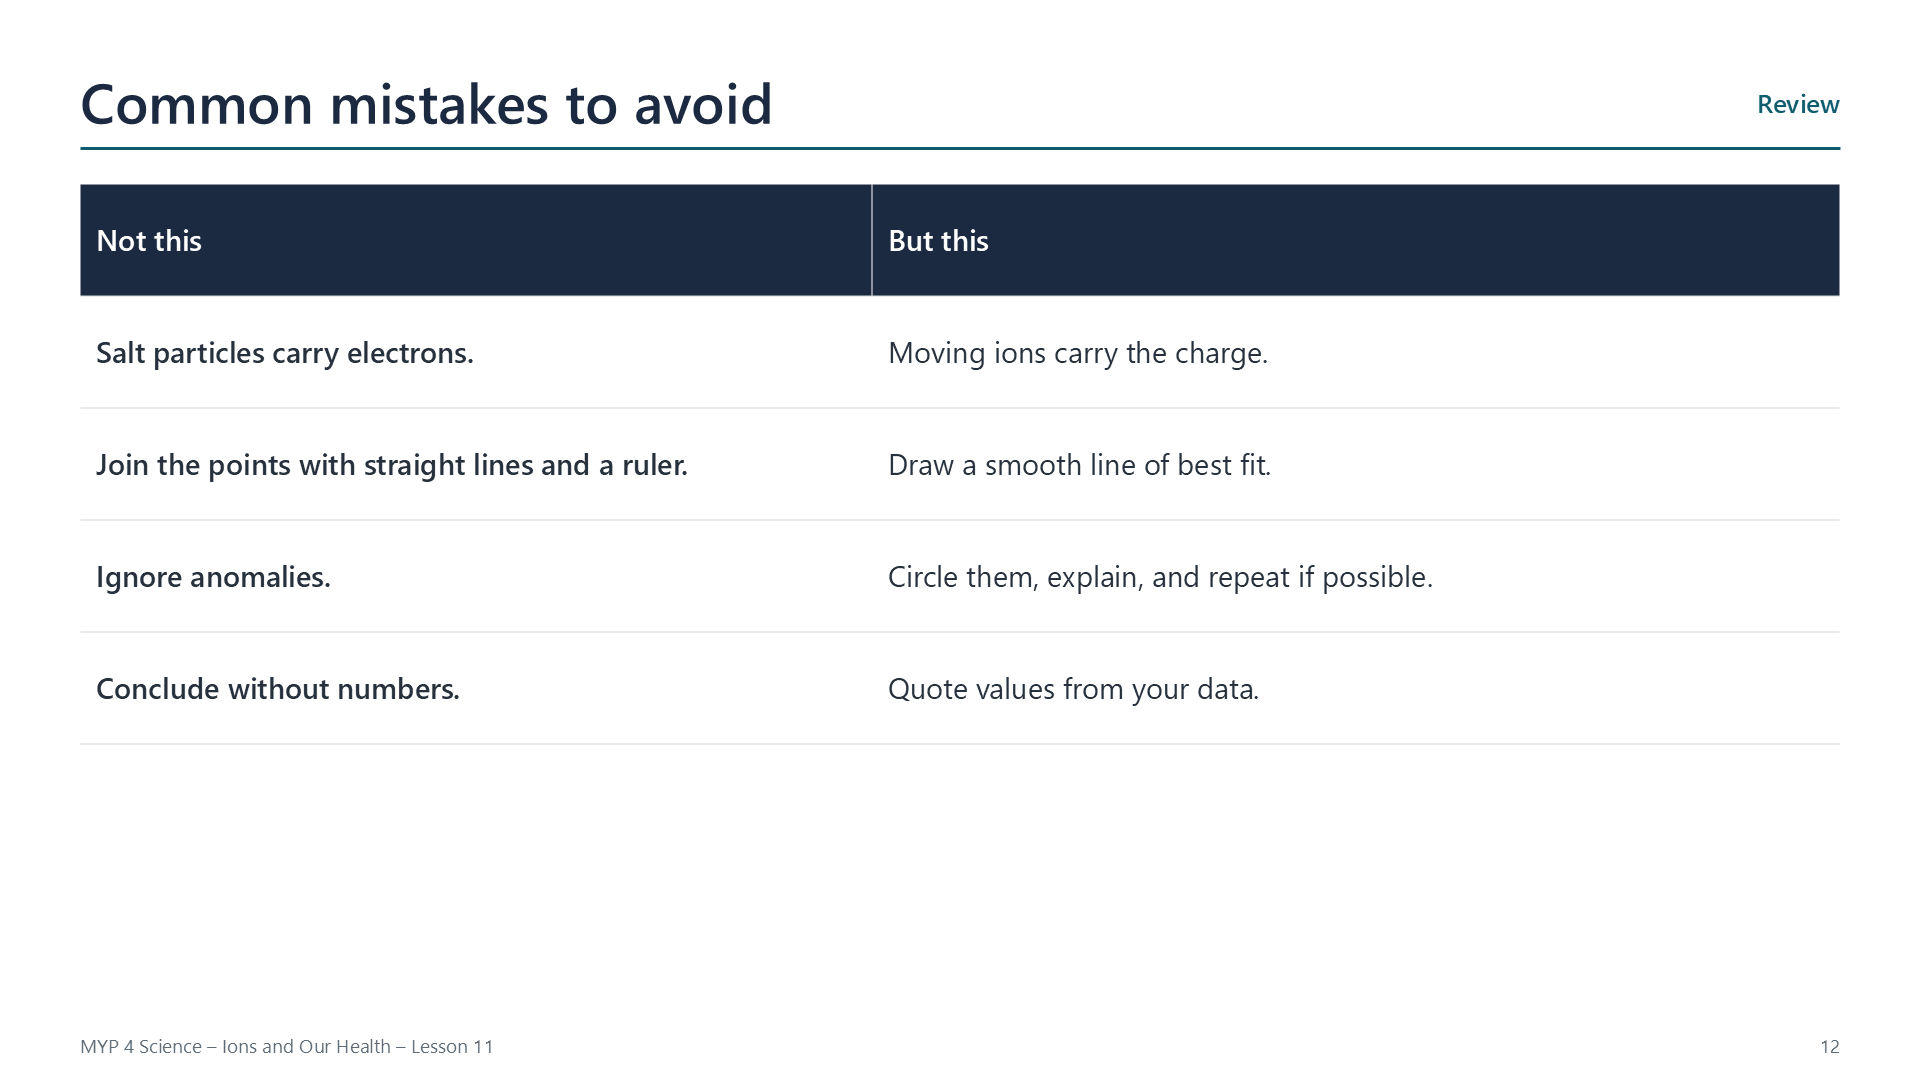 Common mistakes to avoid
Review
Not this
But this
Salt particles carry electrons.
Moving ions carry the charge.
Join the points with straight lines and a ruler.
Draw a smooth line of best fit.
Ignore anomalies.
Circle them, explain, and repeat if possible.
Conclude without numbers.
Quote values from your data.
MYP 4 Science – Ions and Our Health – Lesson 11
12